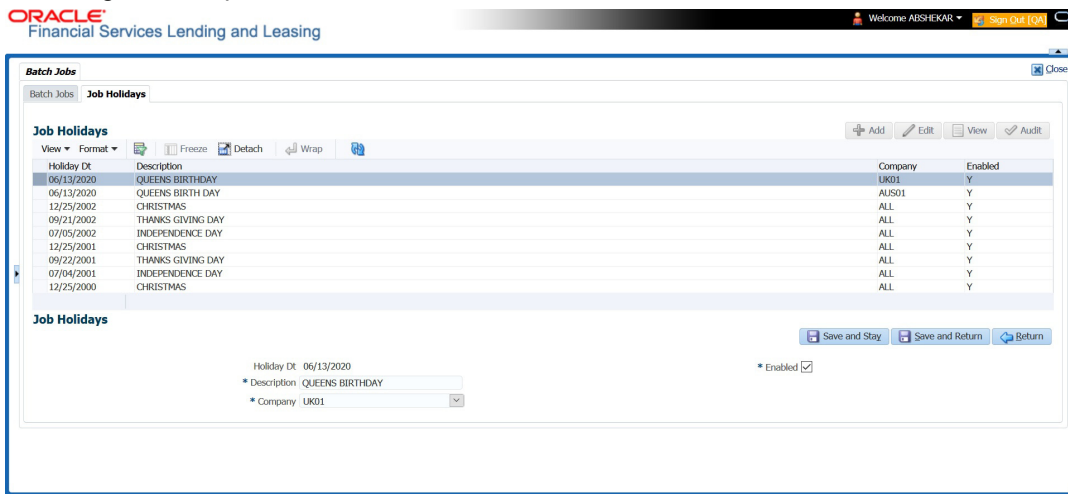 ORACLE
Financial Services Lending and Leasing
Welcome ABSHEKAR
Sign Out [QA]
Batch Jobs
Close
Batch Jobs Job Holidays
Job Holidays
Add Edit View Audit
View Format Freeze Detach Wrap
Holiday Dt Description Company Enabled
06/13/2020 QUEENS BIRTHDAY UK01 Y
06/13/2020 QUEENS BIRTH DAY AUS01 Y
12/25/2002 CHRISTMAS ALL Y
09/21/2002 THANKS GIVING DAY ALL Y
07/05/2002 INDEPENDENCE DAY ALL Y
12/25/2001 CHRISTMAS ALL Y
09/22/2001 THANKS GIVING DAY ALL Y
07/04/2001 INDEPENDENCE DAY ALL Y
12/25/2000 CHRISTMAS ALL Y
Job Holidays
Save and Stay Save and Return Return
Holiday Dt 06/13/2020 * Enabled
* Description QUEENS BIRTHDAY
* Company UK01